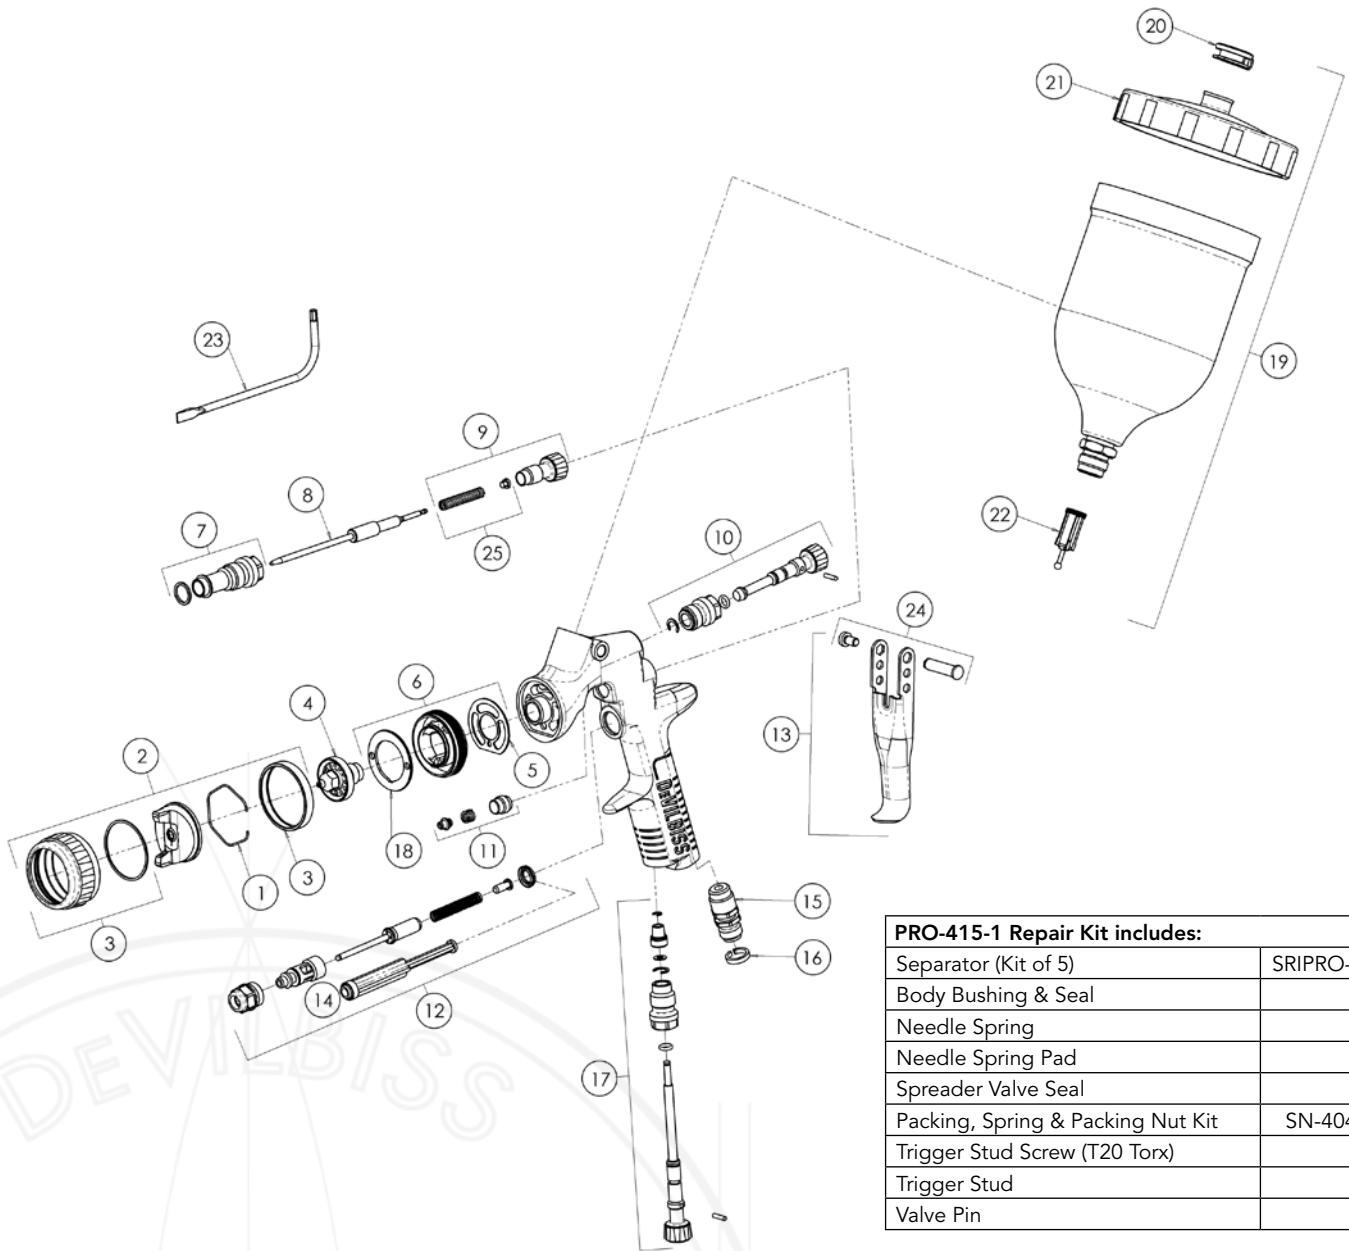 20
21
19
23
9
8
7
25
10
22
24
6
4
2
5
13
18
11
1
3
3
14
12
15
16
17
DEVILBISS
DEVILBISS
PRO-415-1 Repair Kit includes:
Separator (Kit of 5) SRIPRO-
Body Bushing & Seal
Needle Spring
Needle Spring Pad
Spreader Valve Seal
Packing, Spring & Packing Nut Kit SN-404
Trigger Stud Screw (T20 Torx)
Trigger Stud
Valve Pin